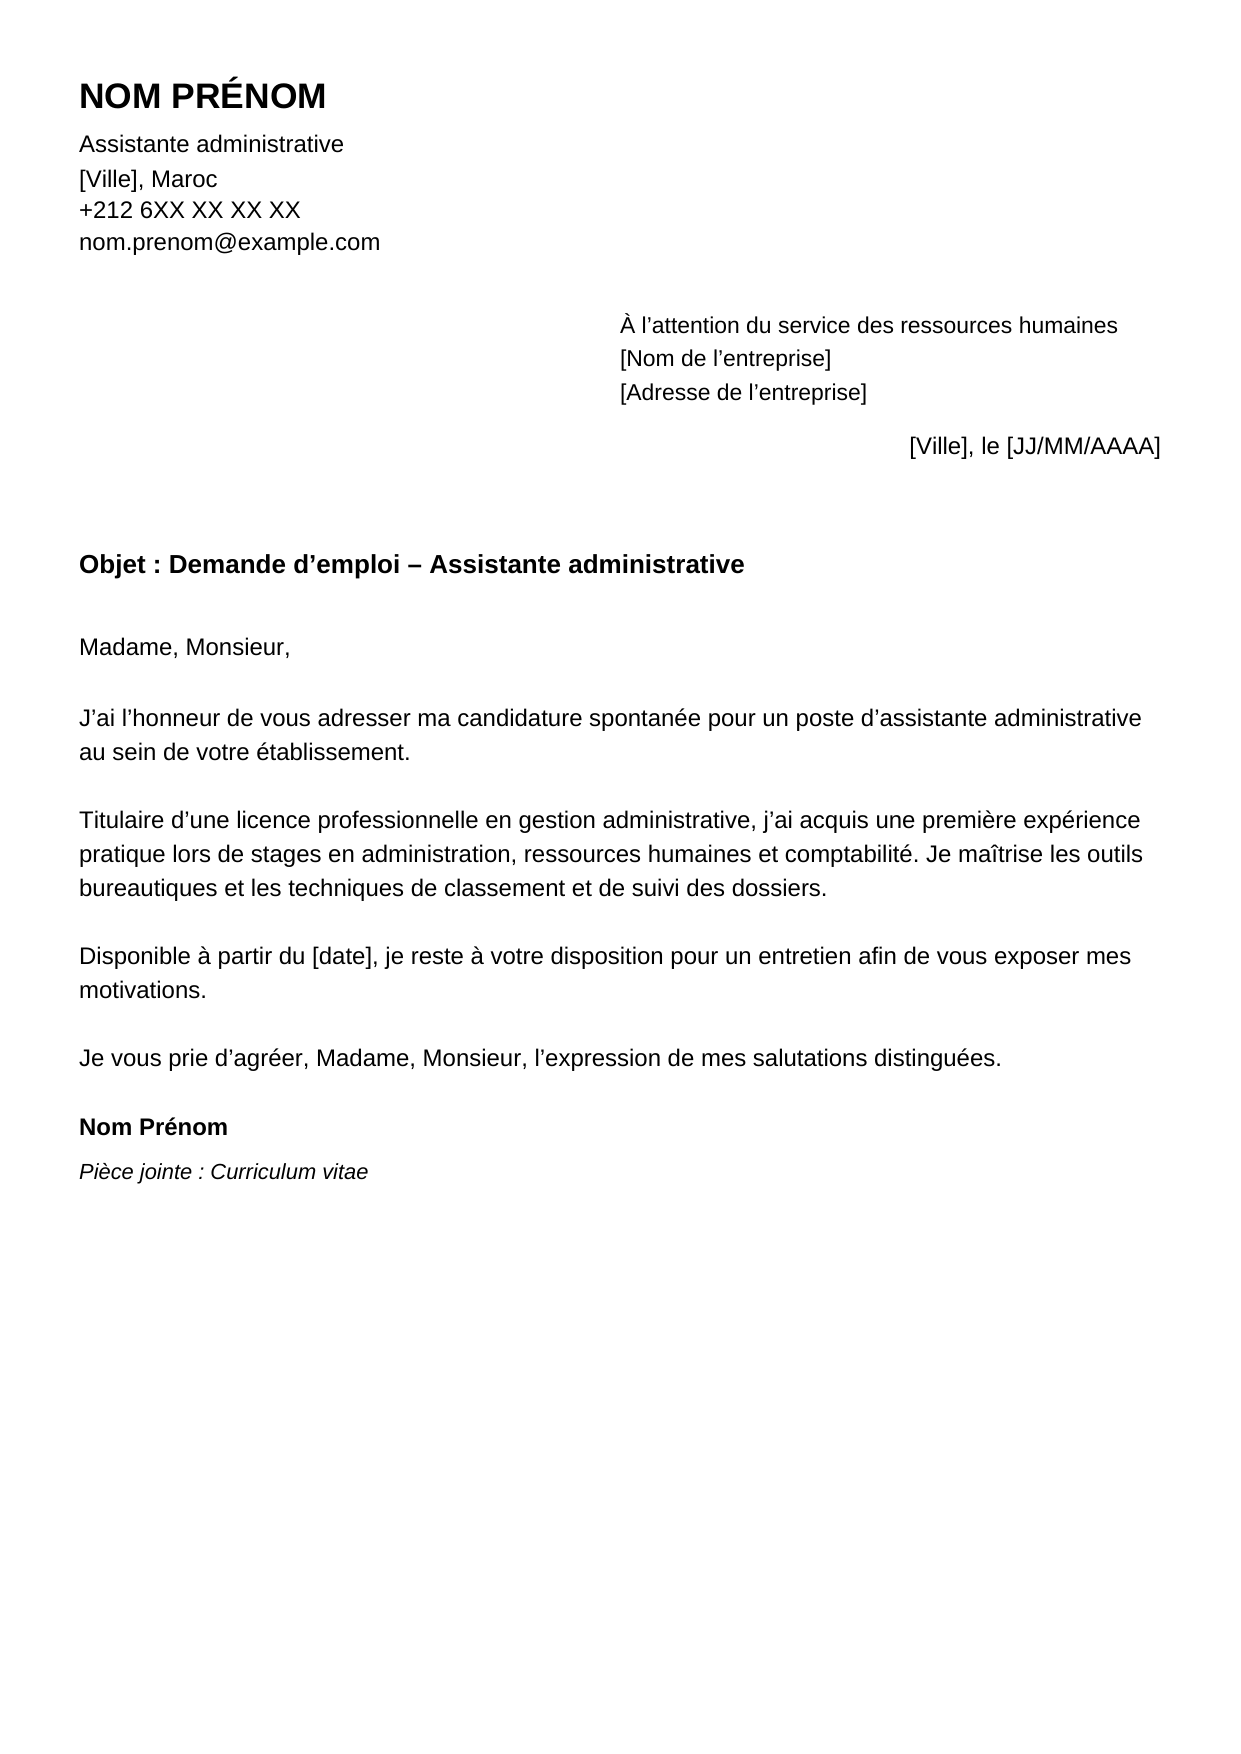 NOM PRÉNOM
Assistante administrative
[Ville], Maroc
+212 6XX XX XX XX
nom.prenom@example.com
À l’attention du service des ressources humaines
[Nom de l’entreprise]
[Adresse de l’entreprise]
[Ville], le [JJ/MM/AAAA]
Objet : Demande d’emploi – Assistante administrative
Madame, Monsieur,
J’ai l’honneur de vous adresser ma candidature spontanée pour un poste d’assistante administrative
au sein de votre établissement.
Titulaire d’une licence professionnelle en gestion administrative, j’ai acquis une première expérience
pratique lors de stages en administration, ressources humaines et comptabilité. Je maîtrise les outils
bureautiques et les techniques de classement et de suivi des dossiers.
Disponible à partir du [date], je reste à votre disposition pour un entretien afin de vous exposer mes
motivations.
Je vous prie d’agréer, Madame, Monsieur, l’expression de mes salutations distinguées.
Nom Prénom
Pièce jointe : Curriculum vitae